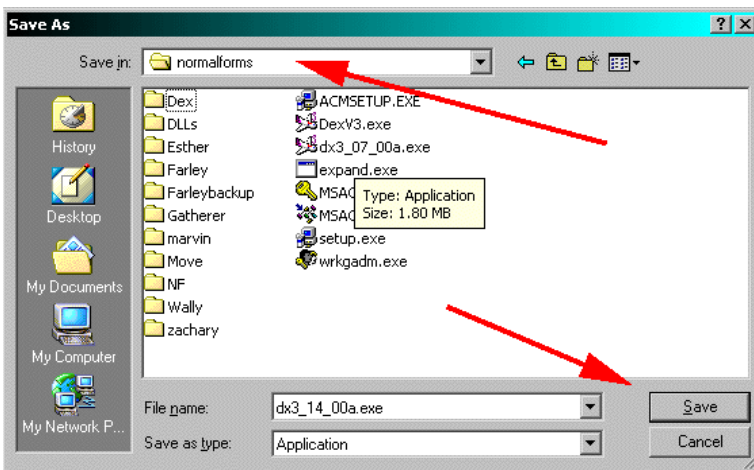 Save As
Save in: normalforms
History
Desktop
My Documents
My Computer
My Network P...
Dex
DLLs
Esther
Farley
Farleybackup
Gatherer
marvin
Move
NF
Wally
zachary
ACMSETUP.EXE
DexV3.exe
dx3_07_00a.exe
expand.exe
MSAC
MSAC
setup.exe
wrkgadm.exe
Type: Application
Size: 1.80 MB
File name: dx3_14_00a.exe Save
Save as type: Application Cancel